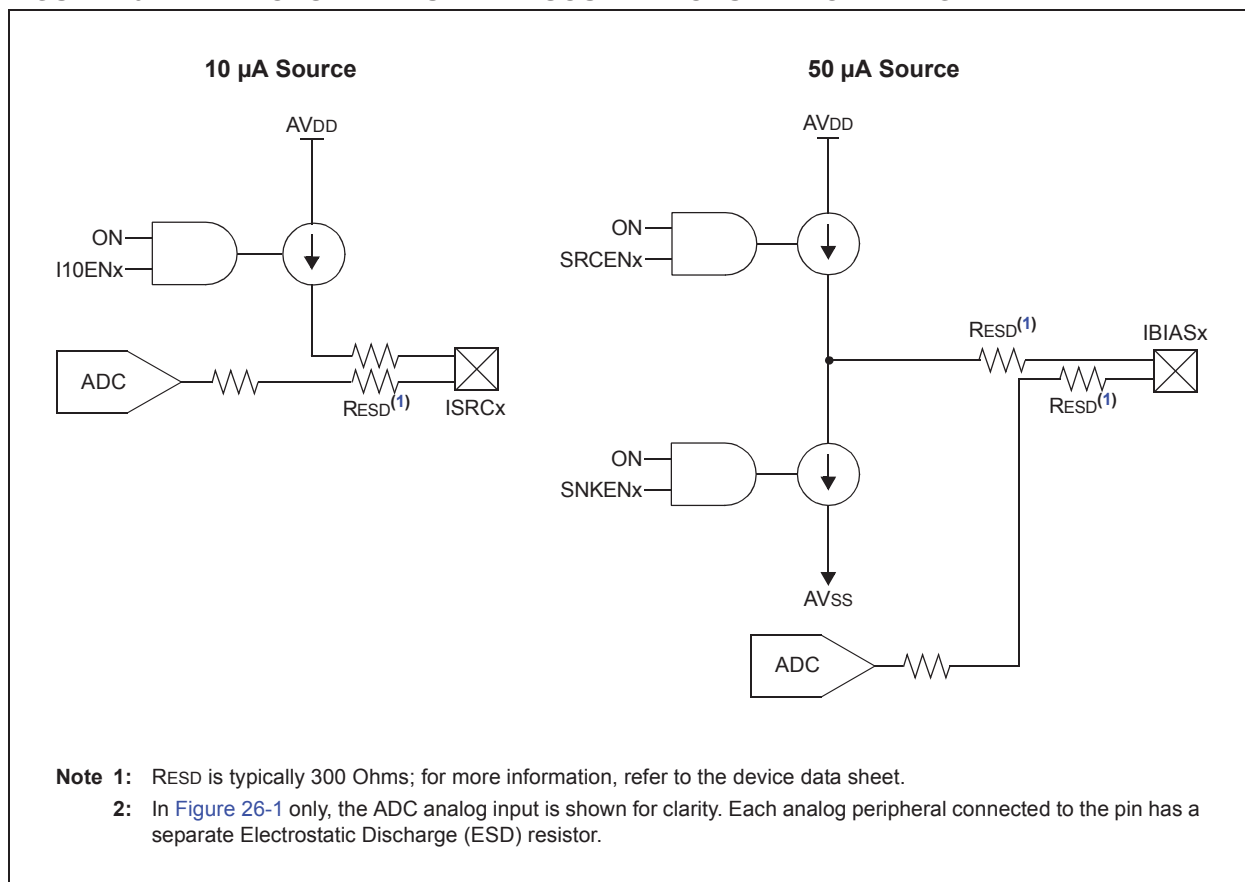 10 µA Source
50 µA Source
AVDD
AVDD
ON
I10ENx
ON
SRCENx
RESD(1)
IBIASx
ADC
RESD(1)
ISRCx
RESD(1)
ON
SNKENx
AVSS
ADC
Note 1: RESD is typically 300 Ohms; for more information, refer to the device data sheet.
2: In Figure 26-1 only, the ADC analog input is shown for clarity. Each analog peripheral connected to the pin has a
separate Electrostatic Discharge (ESD) resistor.